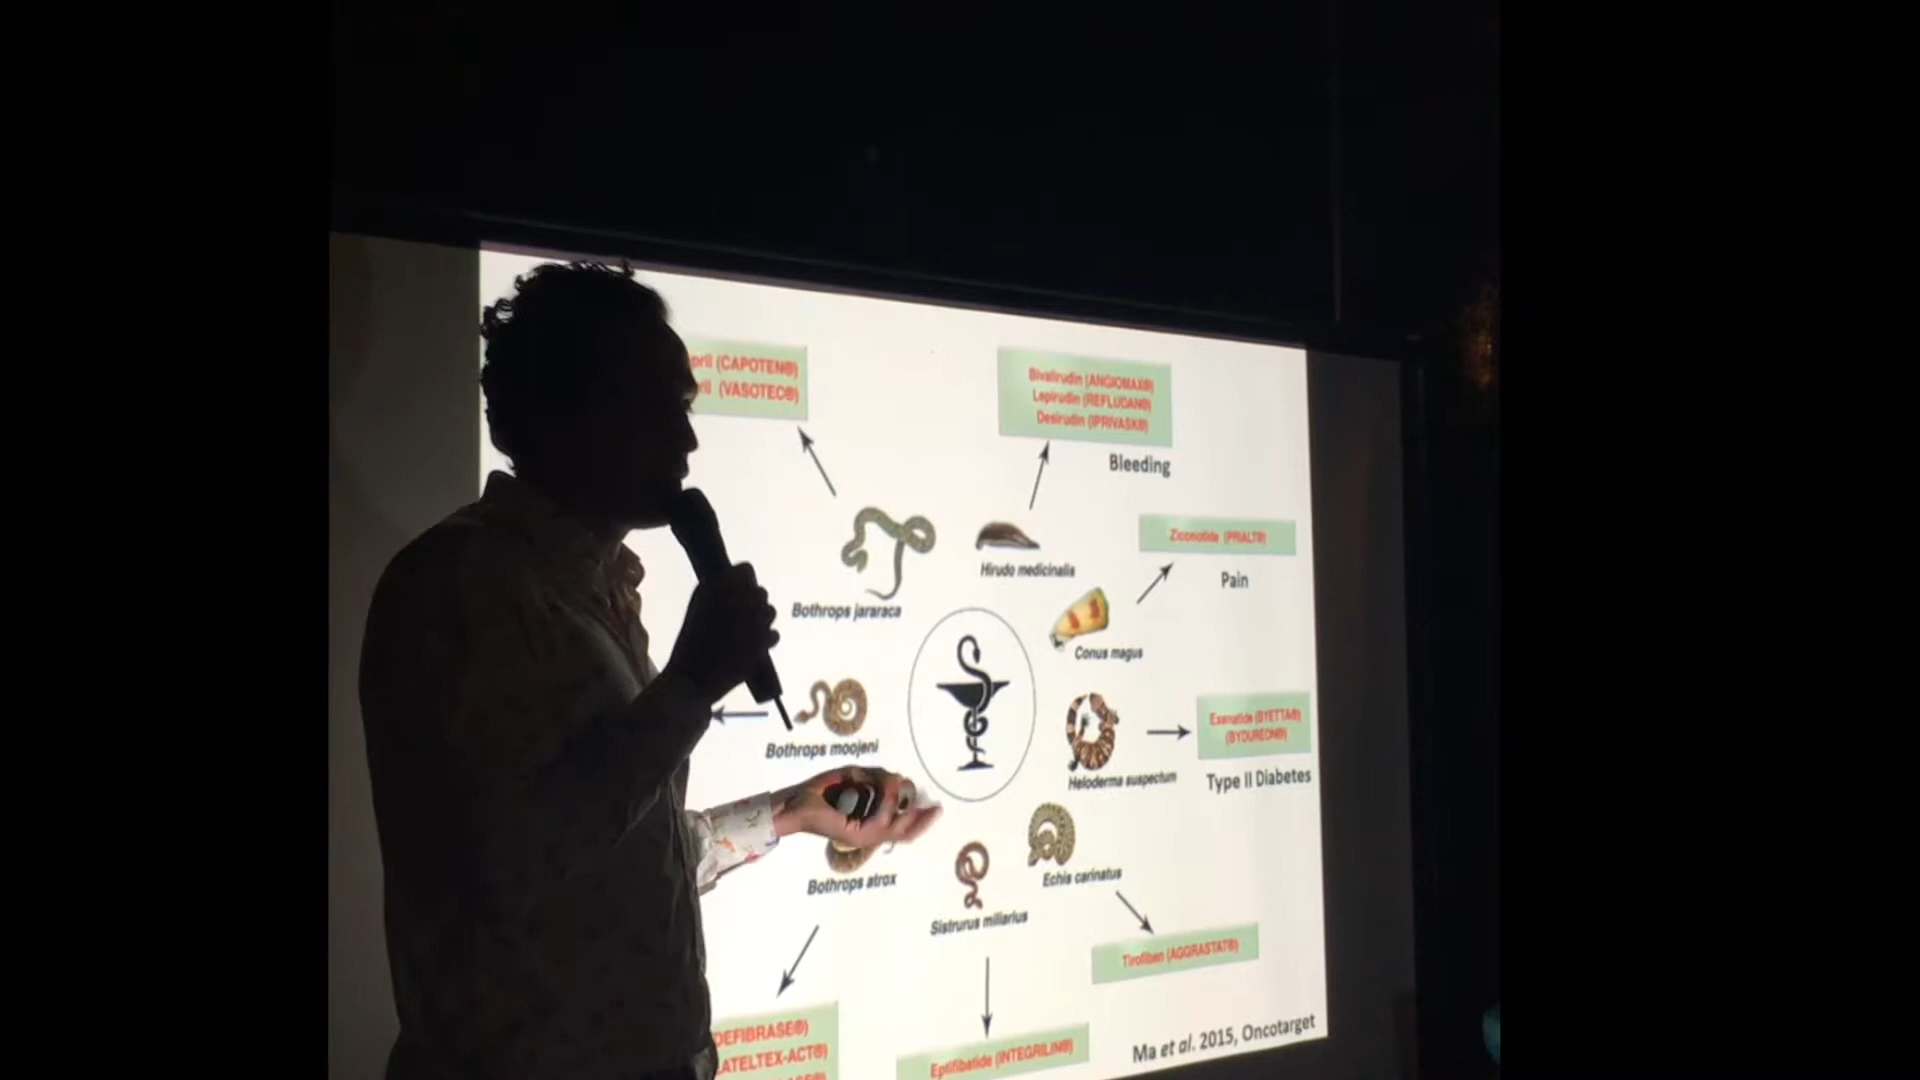 pril (CAPOTEN®)
ril (VASOTEC®)
Bivalirudin (ANGIOMAX®)
Lepirudin (REFLUDAN®)
Desirudin (IPRIVASK®)
Bleeding
Ziconotide (PRIALT®)
Pain
Hirudo medicinalis
Bothrops jararaca
Conus magus
Exenatide (BYETTA®)
(BYDUREON®)
Type II Diabetes
Bothrops moojeni
Heloderma suspectum
Bothrops atrox
Echis carinatus
Sistrurus miliarius
Tirofiban (AGGRASTAT®)
DEFIBRASE®)
LATELTEX-ACT®)
Eptifibatide (INTEGRILIN®)
Ma et al. 2015, Oncotarget